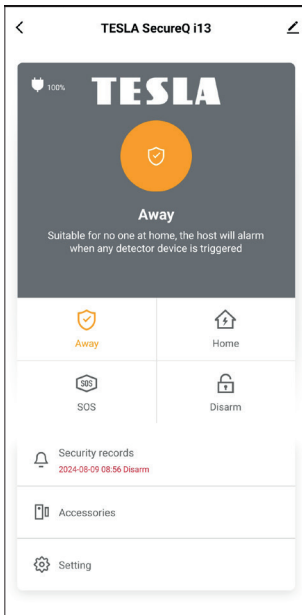 TESLA SecureQ i13
100%
TESLA
Away
Suitable for no one at home, the host will alarm
when any detector device is triggered
Away
Home
SOS
SOS
Disarm
Security records
2024-08-09 08:56 Disarm
Accessories
Setting